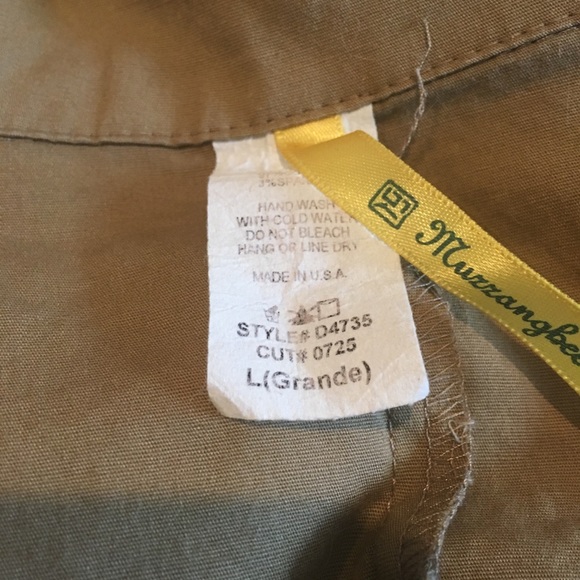 HAND WASH
WITH COLD WATER
DO NOT BLEACH
HANG OR LINE DRY
MADE IN U.S.A.
STYLE# D4735
CUT# 0725
L(Grande)
Muzzangbee